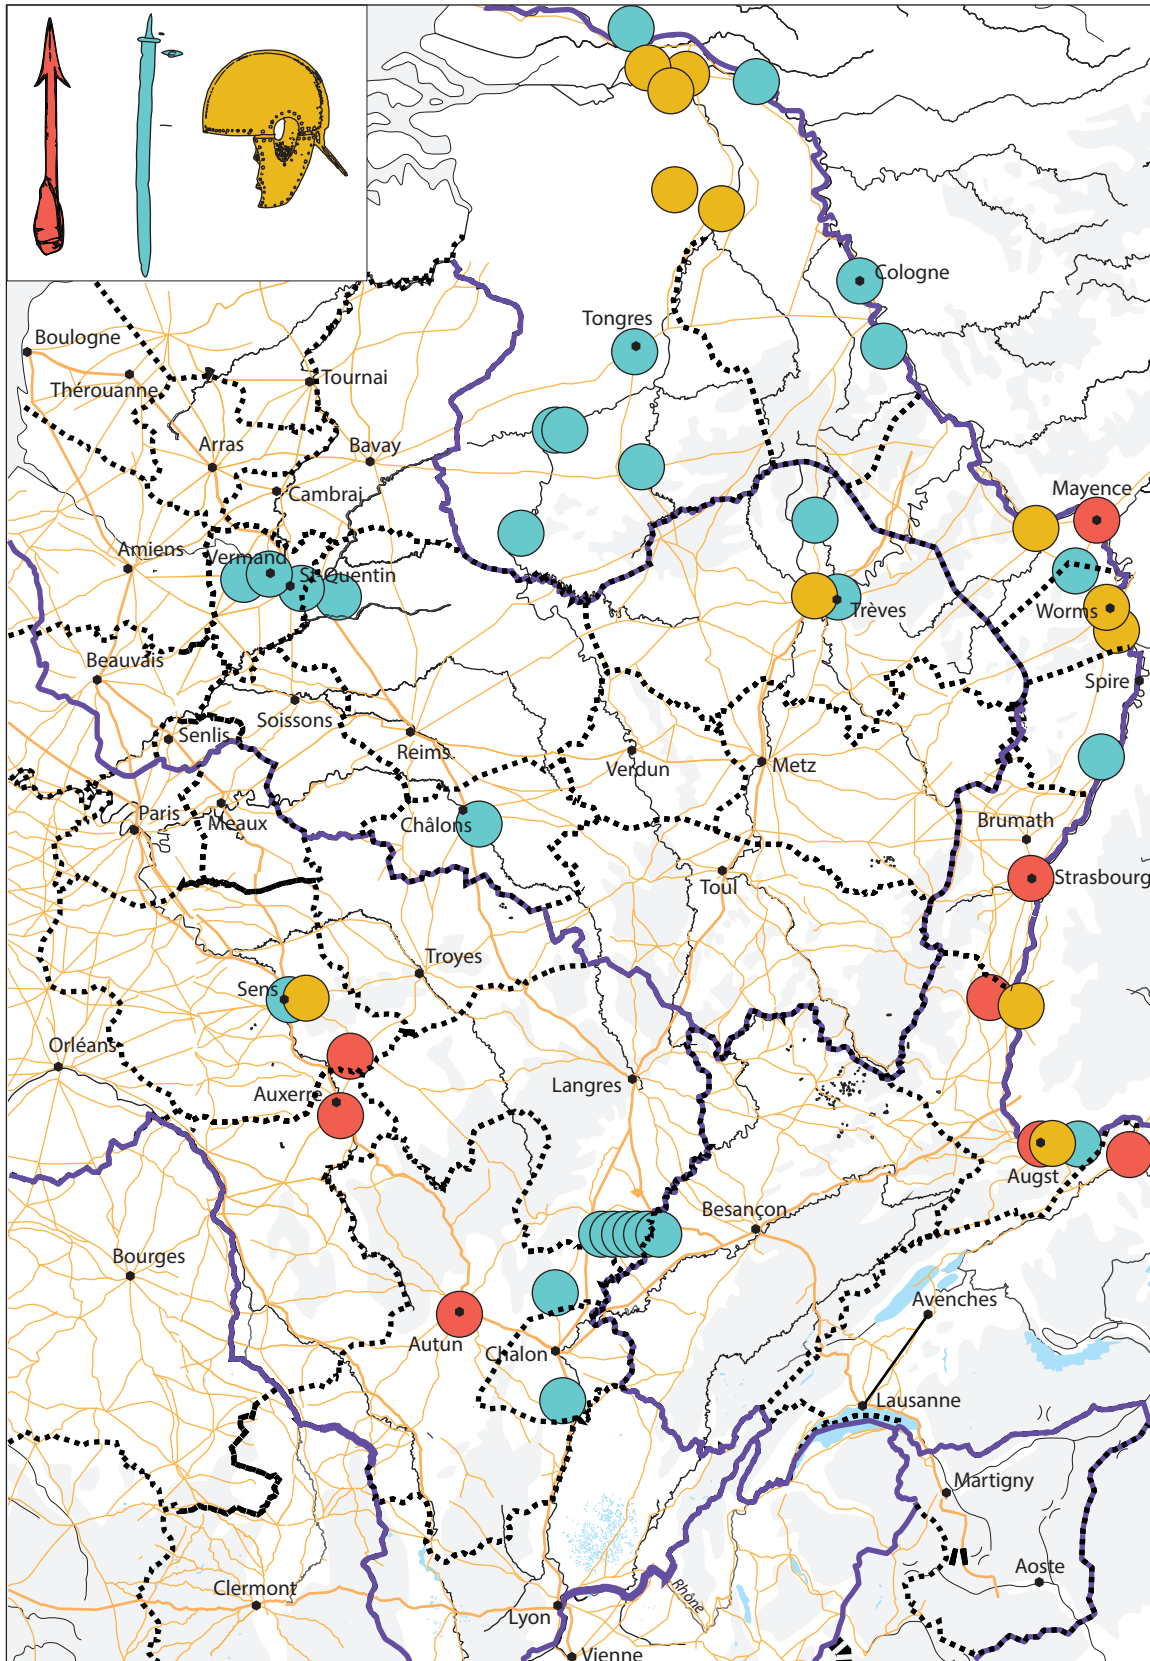 Cologne
Tongres
Boulogne
Thérouanne
Tournai
Arras
Bavay
Cambrai
Mayence
Amiens
Vermand
St-Quentin
Trèves
Worms
Beauvais
Spire
Soissons
Senlis
Reims
Verdun
Metz
Paris
Meaux
Châlons
Brumath
Toul
Strasbourg
Troyes
Sens
Orléans
Langres
Auxerre
Augst
Besançon
Bourges
Avenches
Autun
Chalon
Lausanne
Martigny
Aoste
Clermont
Rhône
Lyon
Vienne